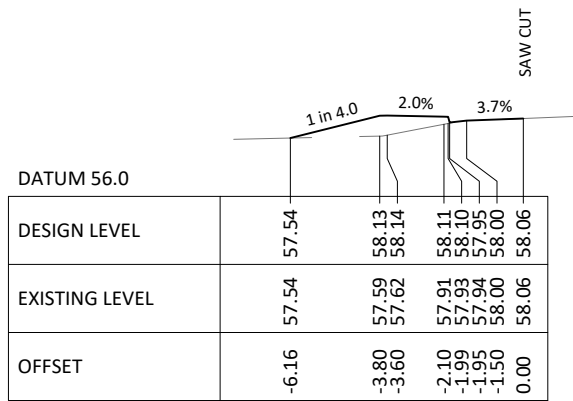 SAW CUT
1 in 4.0 2.0% 3.7%
DATUM 56.0
DESIGN LEVEL 57.54 58.13 58.14 58.11 58.10 57.95 58.00 58.06
EXISTING LEVEL 57.54 57.59 57.62 57.91 57.93 57.94 58.00 58.06
OFFSET -6.16 -3.80 -3.60 -2.10 -1.99 -1.95 -1.50 0.00